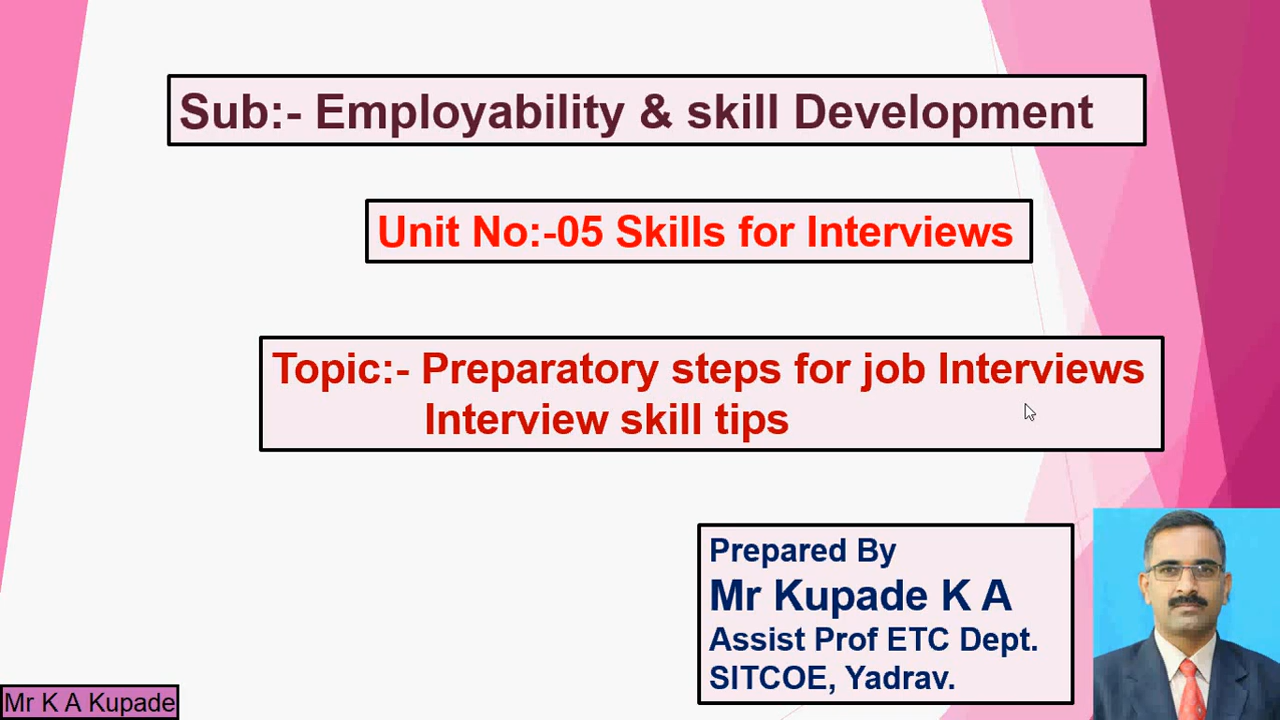 Sub:- Employability & skill Development
Unit No:-05 Skills for Interviews
Topic:- Preparatory steps for job Interviews
Interview skill tips
Prepared By
Mr Kupade K A
Assist Prof ETC Dept.
SITCOE, Yadrav.
Mr K A Kupade